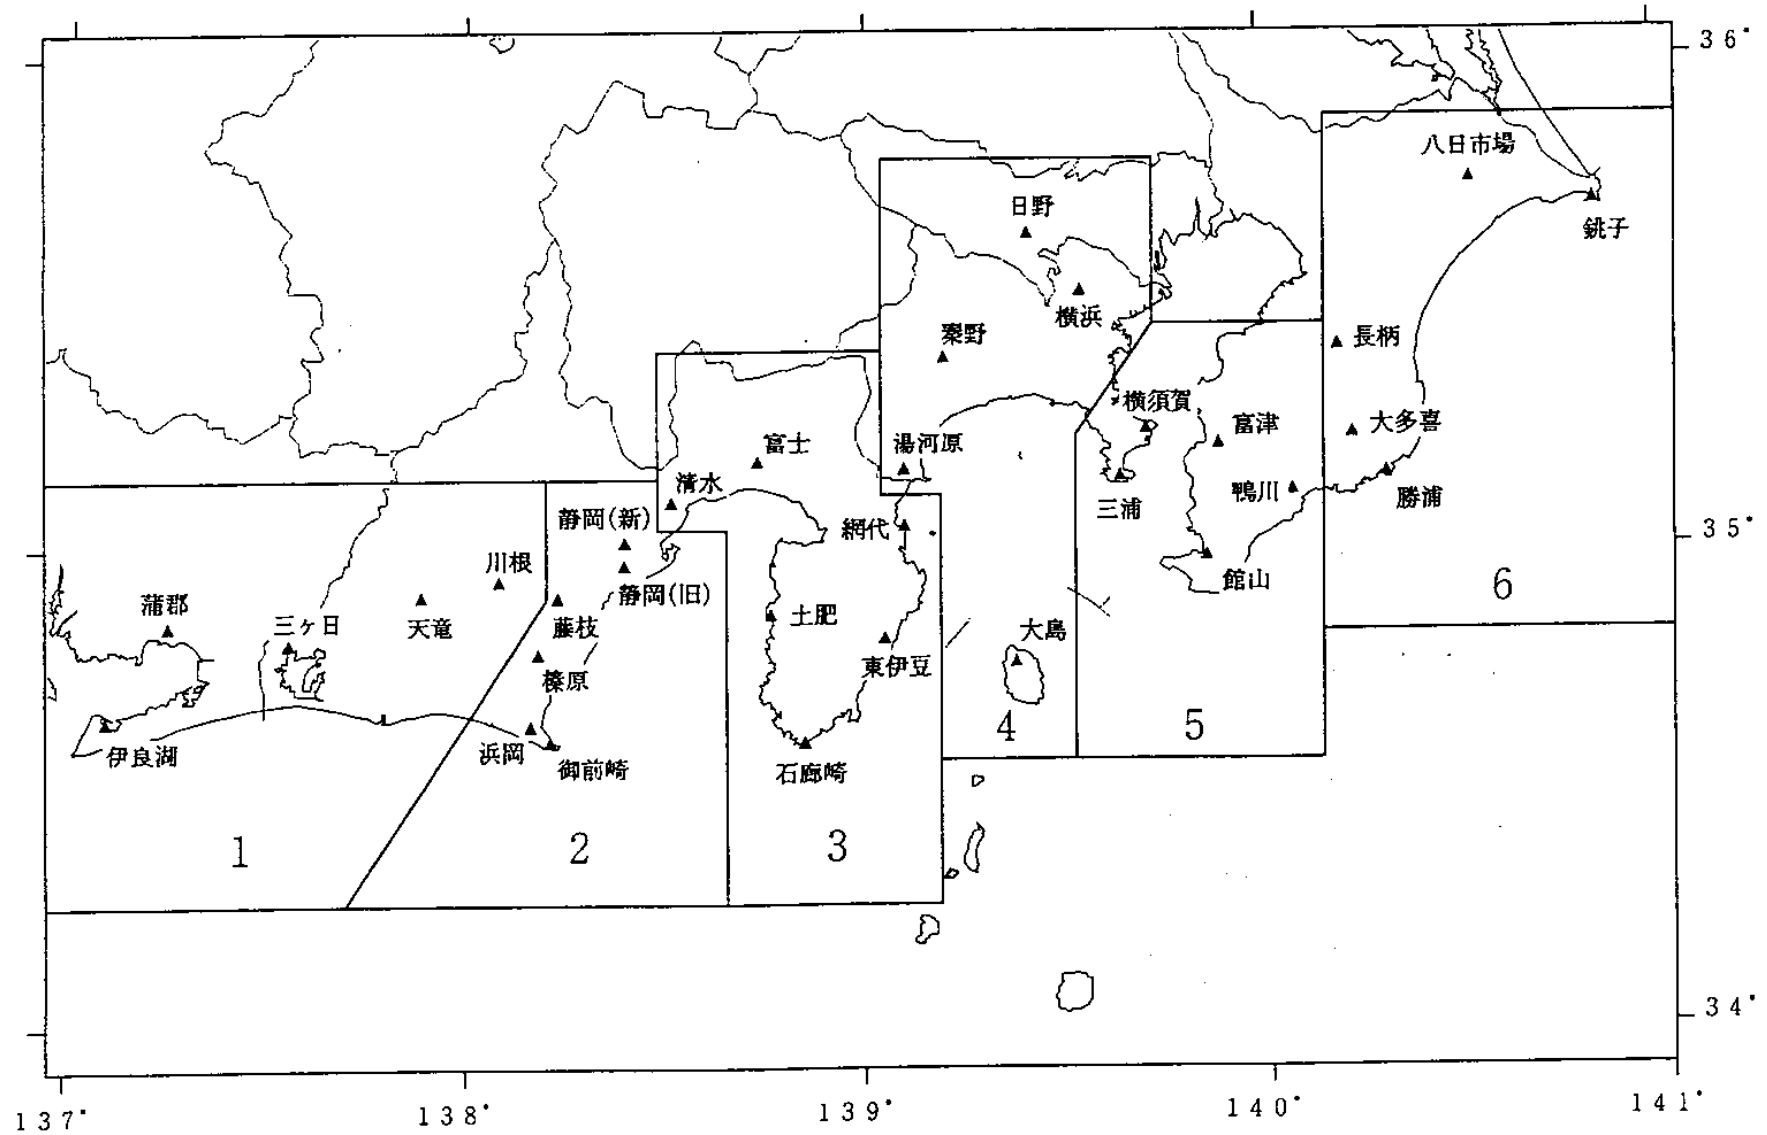 36°
八日市場
日野
銚子
横浜
秦野
長柄
横須賀
富津
大多喜
富士
湯河原
清水
鴨川
勝浦
三浦
静岡(新)
網代
35°
川根
館山
静岡(旧)
6
蒲郡
三ヶ日
天竜
藤枝
土肥
大島
東伊豆
榛原
4
5
伊良湖
浜岡
御前崎
石廊崎
1
2
3
34°
137°
138°
139°
140°
141°